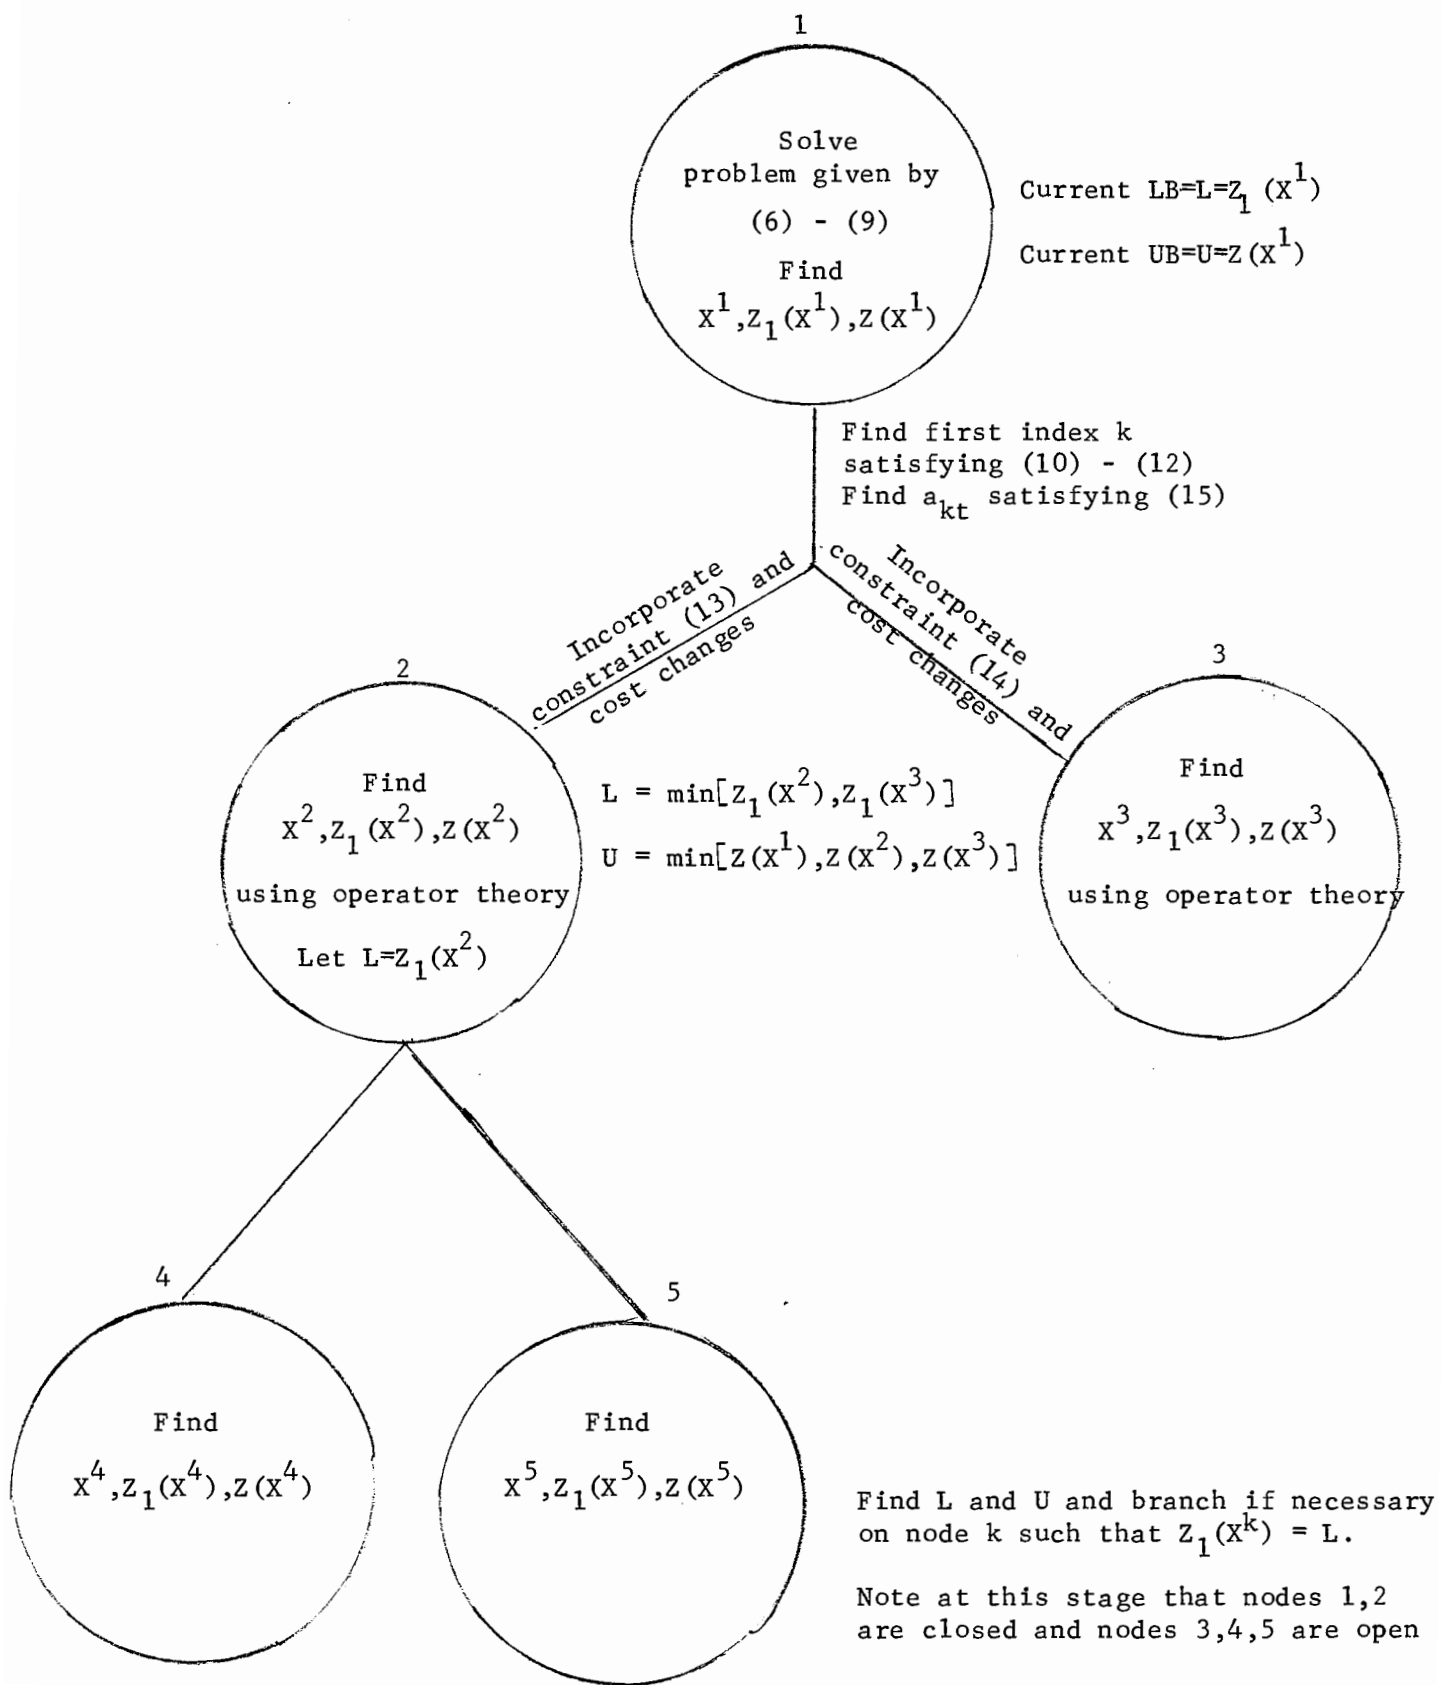 1
Solve
problem given by
(6) - (9)
Find
X¹,Z₁(X¹),Z(X¹)
Current LB=L=Z₁(X¹)
Current UB=U=Z(X¹)
Find first index k
satisfying (10) - (12)
Find aₖₜ satisfying (15)
Incorporate
constraint (13) and
cost changes
Incorporate
constraint (14) and
cost changes
2
Find
X²,Z₁(X²),Z(X²)
using operator theory
Let L=Z₁(X²)
L = min[Z₁(X²),Z₁(X³)]
U = min[Z(X¹),Z(X²),Z(X³)]
3
Find
X³,Z₁(X³),Z(X³)
using operator theory
4
Find
X⁴,Z₁(X⁴),Z(X⁴)
5
Find
X⁵,Z₁(X⁵),Z(X⁵)
Find L and U and branch if necessary
on node k such that Z₁(Xᵏ) = L.
Note at this stage that nodes 1,2
are closed and nodes 3,4,5 are open